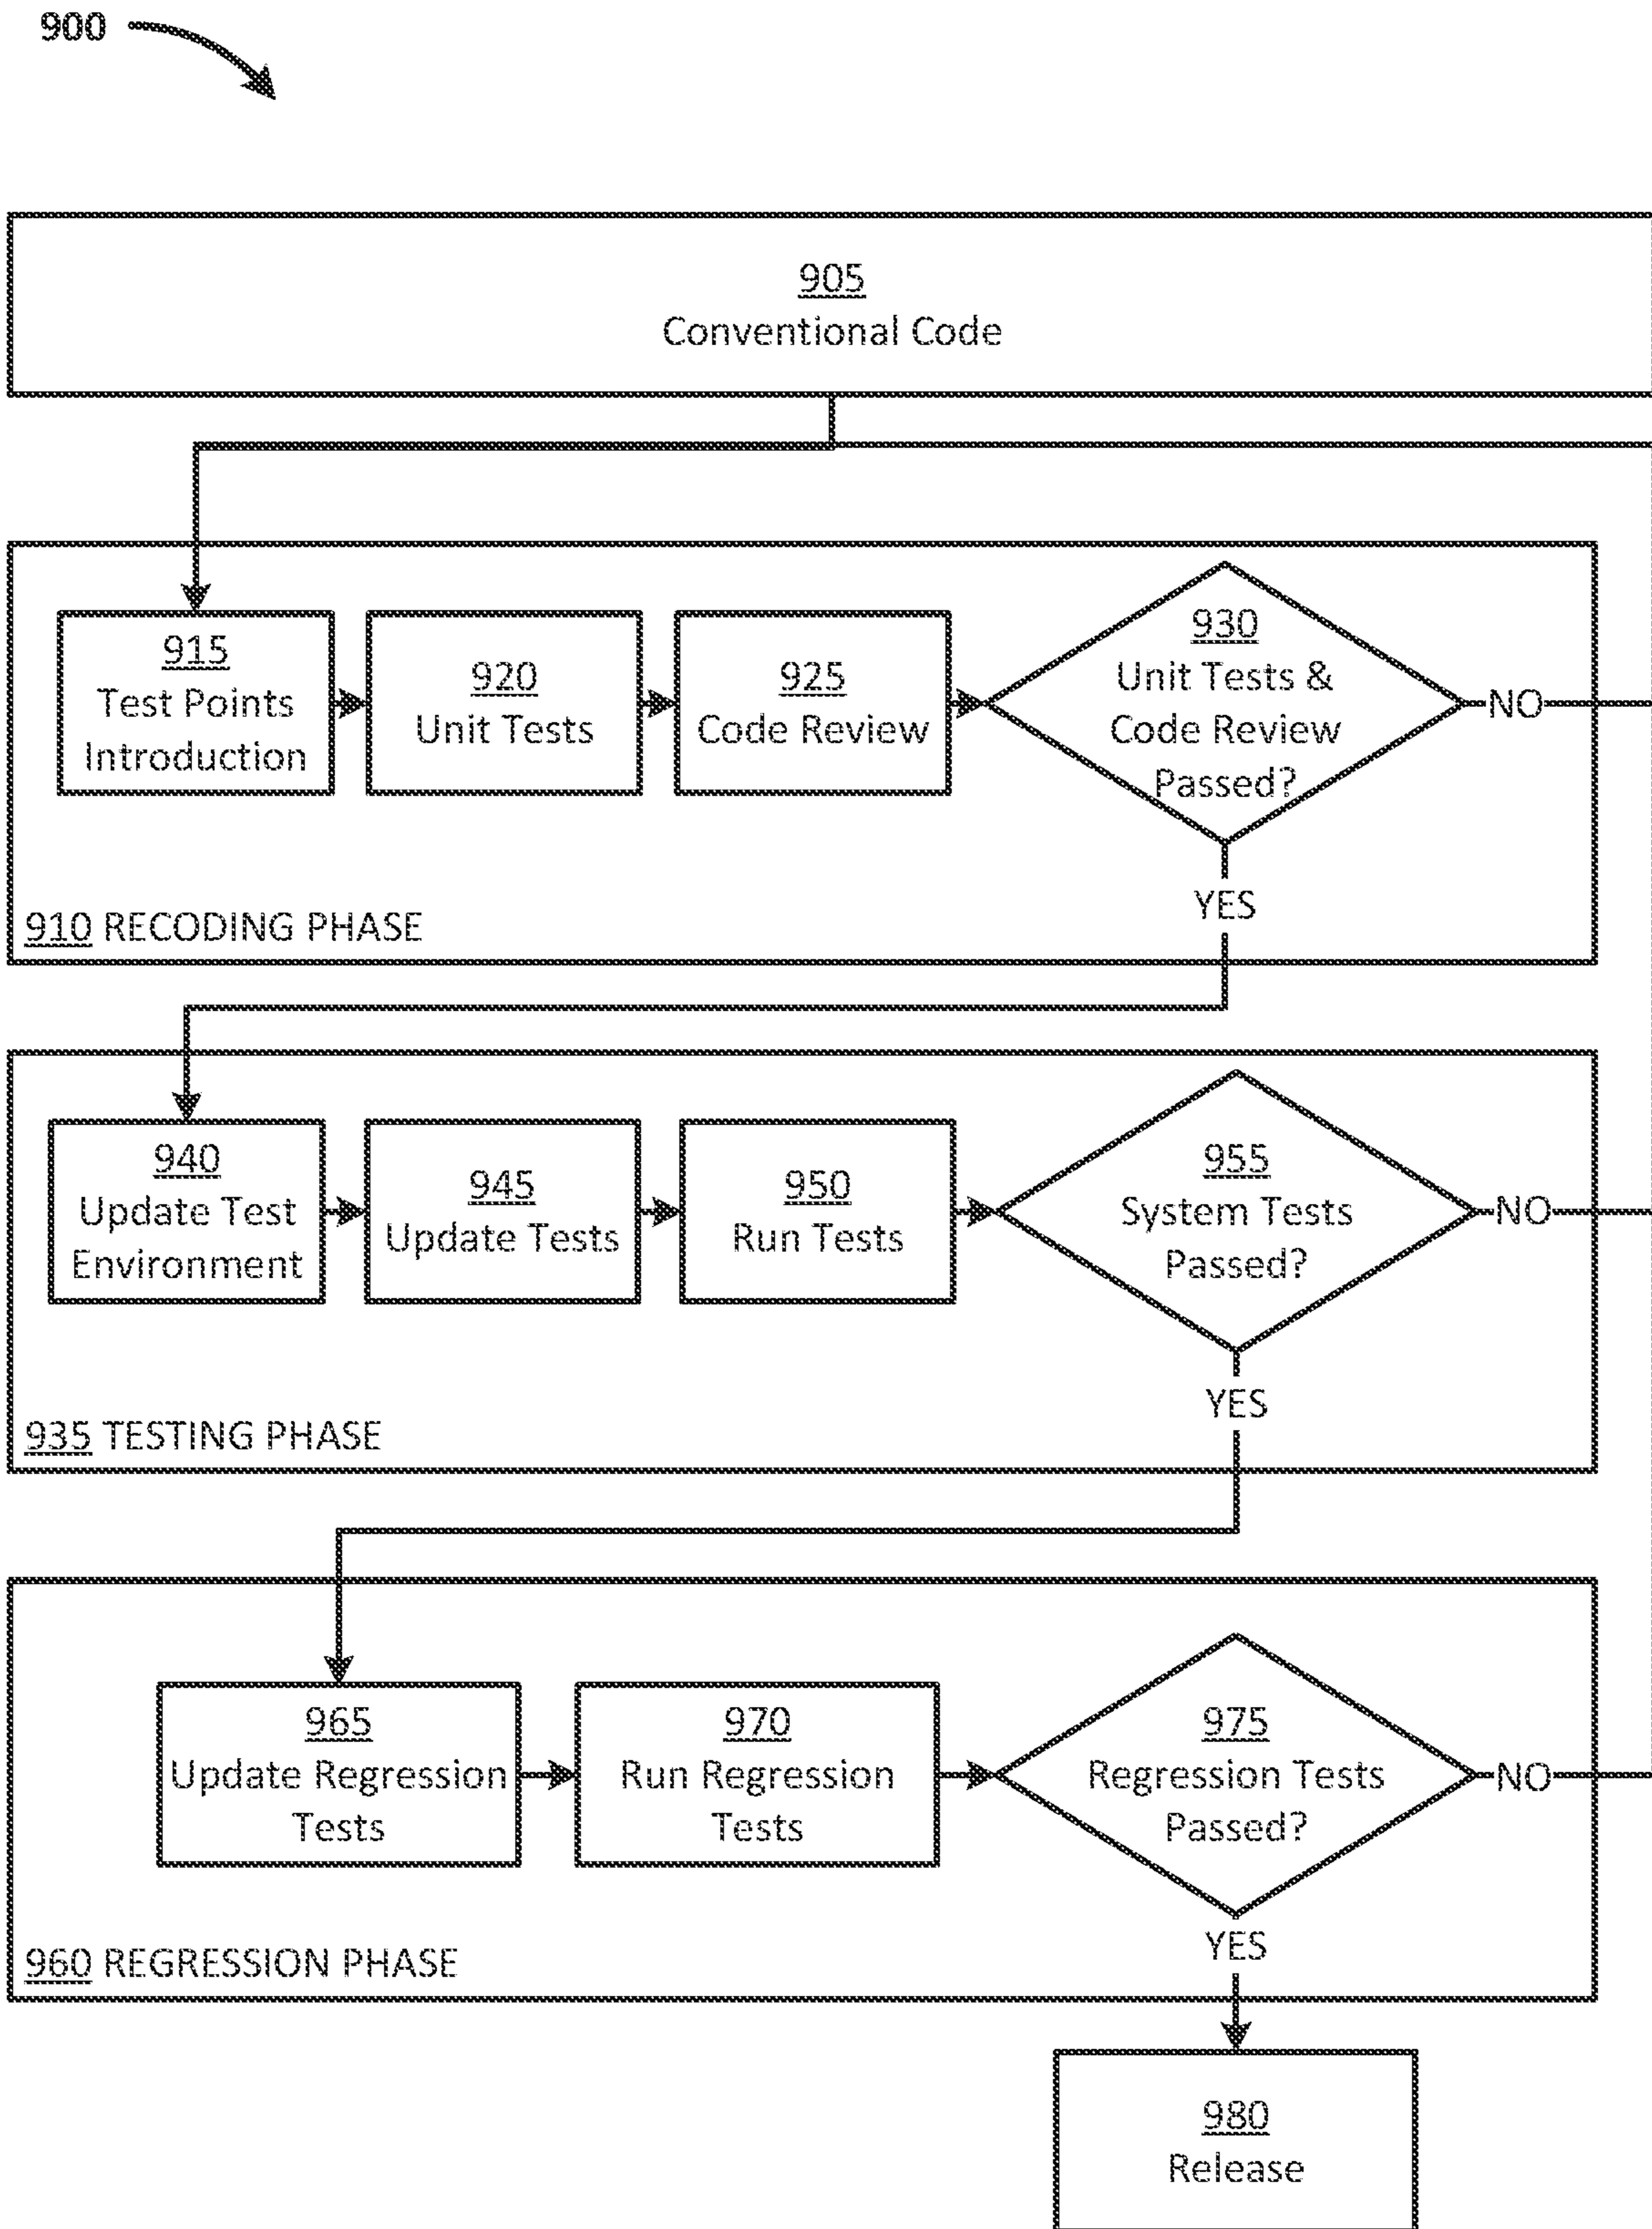 900
905
Conventional Code
915
Test Points
Introduction
920
Unit Tests
925
Code Review
930
Unit Tests &
Code Review
Passed?
NO
YES
910 RECODING PHASE
940
Update Test
Environment
945
Update Tests
950
Run Tests
955
System Tests
Passed?
NO
YES
935 TESTING PHASE
965
Update Regression
Tests
970
Run Regression
Tests
975
Regression Tests
Passed?
NO
YES
960 REGRESSION PHASE
980
Release